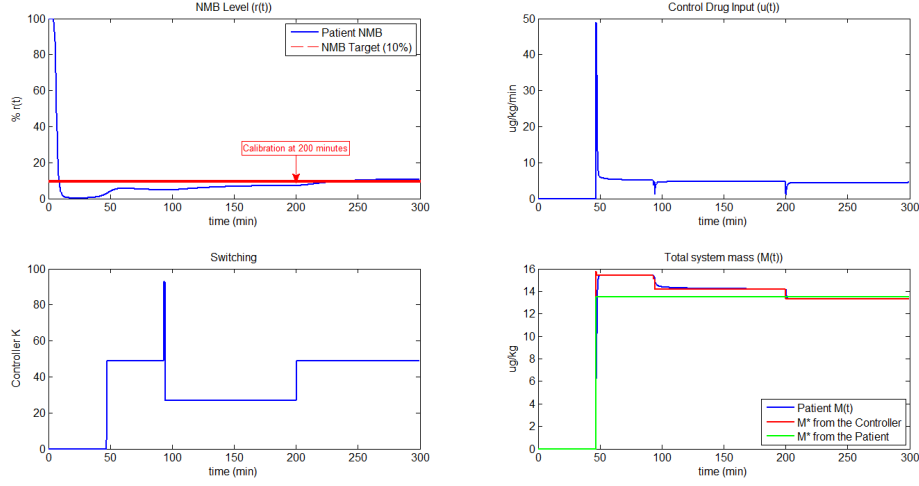 NMB Level (r(t))
100
80
60
40
20
0
% r(t)
Patient NMB
NMB Target (10%)
Calibration at 200 minutes
0 50 100 150 200 250 300
time (min)
Control Drug Input (u(t))
50
40
30
20
10
0
ug/kg/min
0 50 100 150 200 250 300
time (min)
Switching
100
80
60
40
20
0
Controller K
0 50 100 150 200 250 300
time (min)
Total system mass (M(t))
16
14
12
10
8
6
4
2
0
ug/kg
Patient M(t)
M* from the Controller
M* from the Patient
0 50 100 150 200 250 300
time (min)